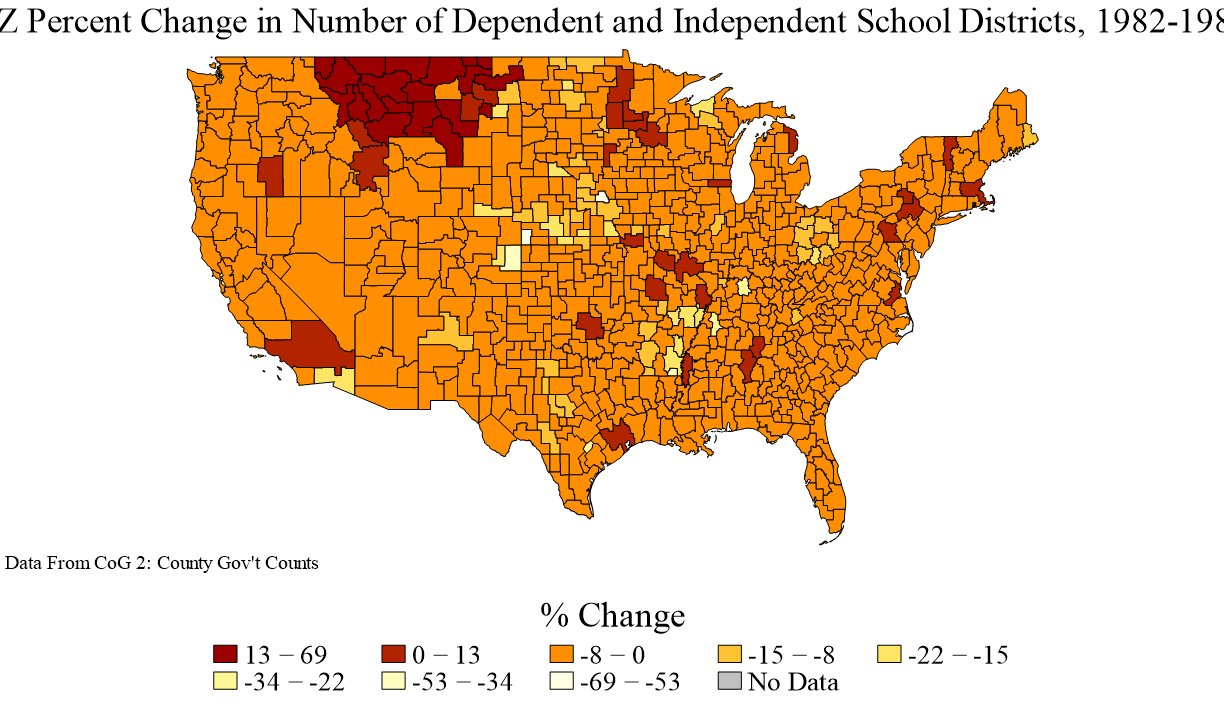 Z Percent Change in Number of Dependent and Independent School Districts, 1982-198
Data From CoG 2: County Gov't Counts
% Change
13 − 69
0 − 13
-8 − 0
-15 − -8
-22 − -15
-34 − -22
-53 − -34
-69 − -53
No Data